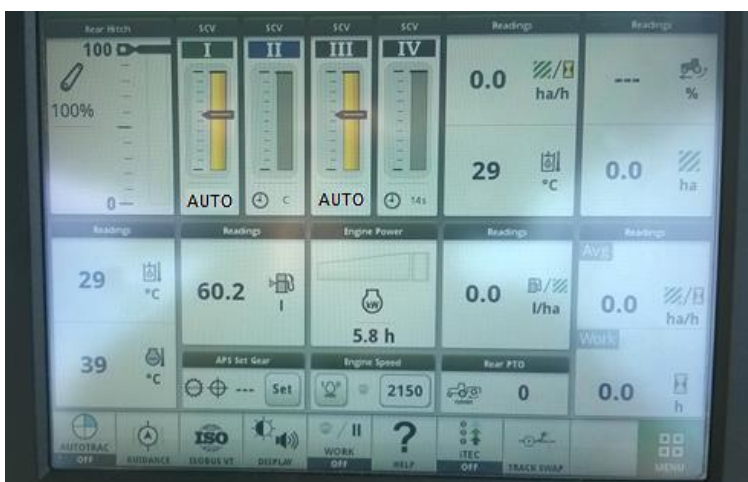 Rear Hitch
SCV
SCV
SCV
SCV
Readings
Readings
100
100%
0
I
II
III
IV
AUTO
C
AUTO
14s
0.0
ha/h
---
%
29
°C
0.0
ha
Readings
Readings
Engine Power
Readings
Readings
29
°C
39
°C
60.2
l
kW
5.8 h
0.0
l/ha
Avg
0.0
ha/h
Work
0.0
h
APS Set Gear
Engine Speed
Rear PTO
---
Set
2150
0
AUTOTRAC
OFF
GUIDANCE
ISO
ISOBUS VT
DISPLAY
WORK
OFF
?
HELP
iTEC
OFF
TRACK SWAP
MENU